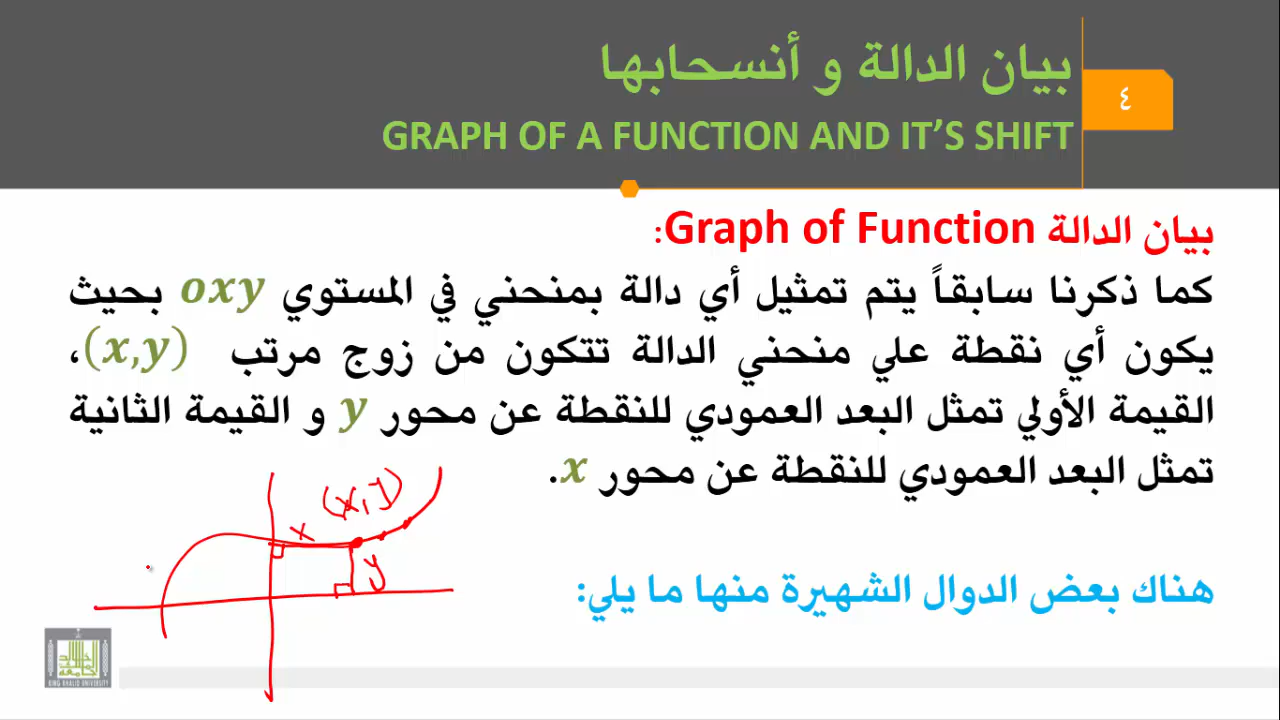 بيان الدالة و أنسحابها
٤
GRAPH OF A FUNCTION AND IT'S SHIFT
بيان الدالة Graph of Function:
كما ذكرنا سابقاً يتم تمثيل أي دالة بمنحني في المستوي oxy بحيث
يكون أي نقطة علي منحني الدالة تتكون من زوج مرتب (x,y)،
القيمة الأولي تمثل البعد العمودي للنقطة عن محور y و القيمة الثانية
تمثل البعد العمودي للنقطة عن محور x.
(x,y)
x
y
هناك بعض الدوال الشهيرة منها ما يلي:
KING KHALID UNIVERSITY